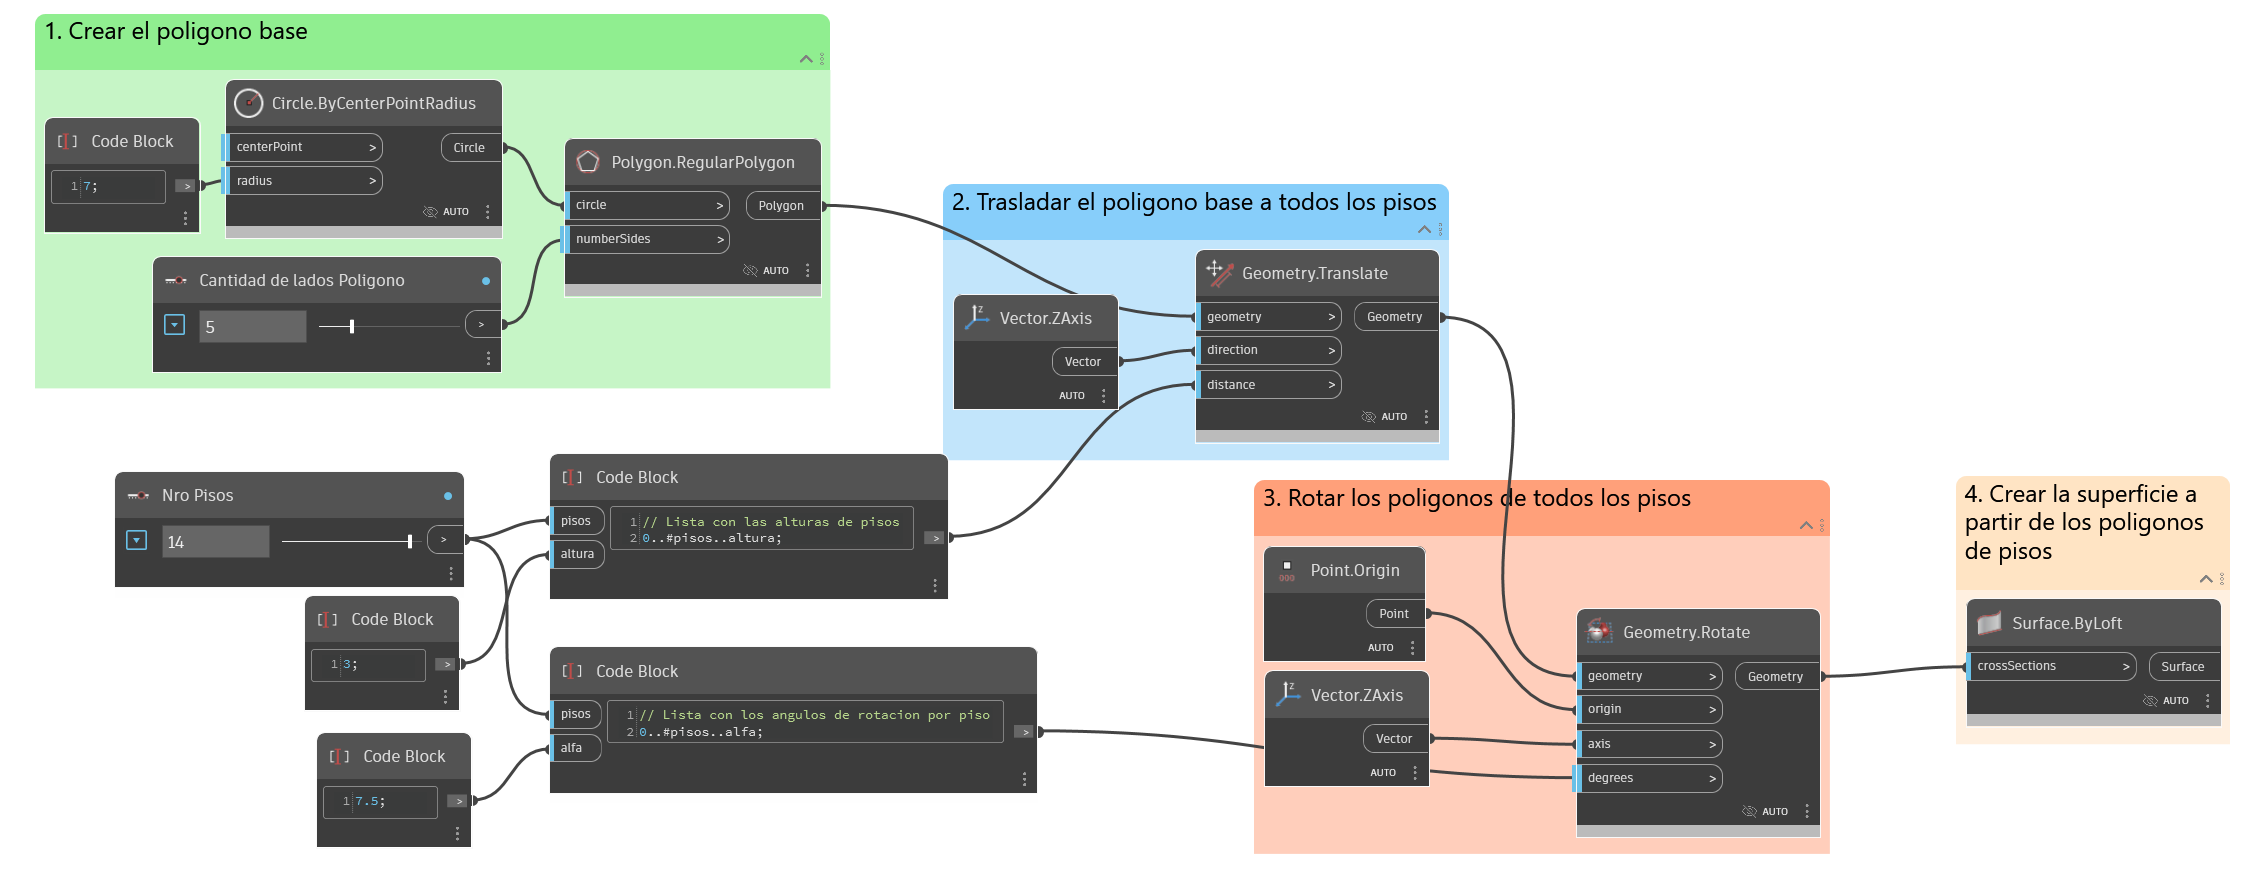 1. Crear el poligono base
Code Block
1 7;
>
Circle.ByCenterPointRadius
centerPoint >
Circle
radius >
AUTO
Cantidad de lados Poligono
5
>
Polygon.RegularPolygon
circle >
Polygon
numberSides >
AUTO
2. Trasladar el poligono base a todos los pisos
Vector.ZAxis
Vector
AUTO
Geometry.Translate
geometry >
Geometry
direction >
distance >
AUTO
Nro Pisos
14
>
Code Block
1 3;
>
Code Block
1 7.5;
>
Code Block
pisos
altura
1 // Lista con las alturas de pisos
2 0..#pisos..altura;
>
Code Block
pisos
alfa
1 // Lista con los angulos de rotacion por piso
2 0..#pisos..alfa;
>
3. Rotar los poligonos de todos los pisos
Point.Origin
000
Point
AUTO
Vector.ZAxis
Vector
AUTO
Geometry.Rotate
geometry >
Geometry
origin >
axis >
degrees >
AUTO
4. Crear la superficie a
partir de los poligonos
de pisos
Surface.ByLoft
crossSections >
Surface
AUTO